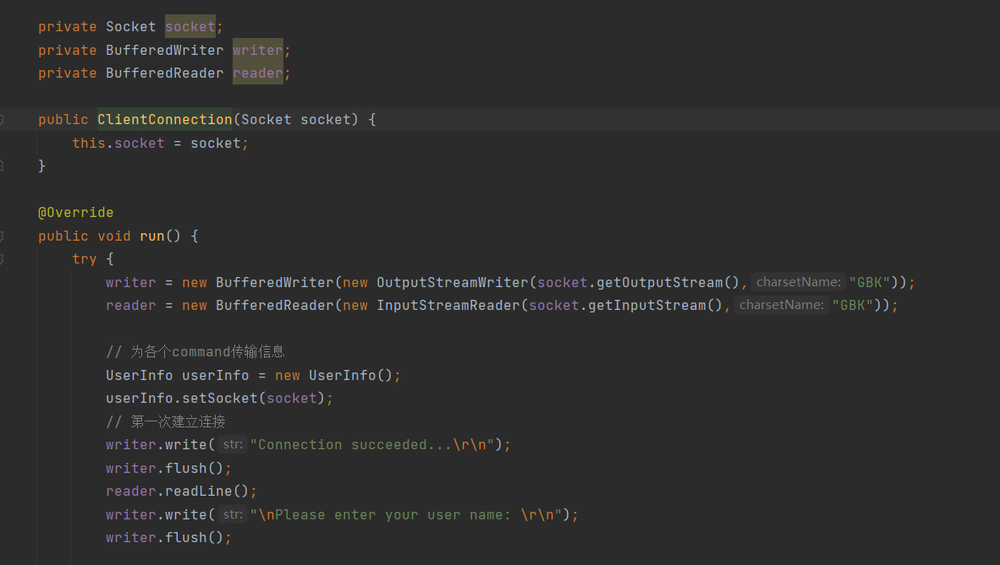 private Socket socket;
private BufferedWriter writer;
private BufferedReader reader;
public ClientConnection(Socket socket) {
this.socket = socket;
}
@Override
public void run() {
try {
writer = new BufferedWriter(new OutputStreamWriter(socket.getOutputStream(), charsetName: "GBK"));
reader = new BufferedReader(new InputStreamReader(socket.getInputStream(), charsetName: "GBK"));
// 为各个command传输信息
UserInfo userInfo = new UserInfo();
userInfo.setSocket(socket);
// 第一次建立连接
writer.write( str: "Connection succeeded...\r\n");
writer.flush();
reader.readLine();
writer.write( str: "\nPlease enter your user name: \r\n");
writer.flush();